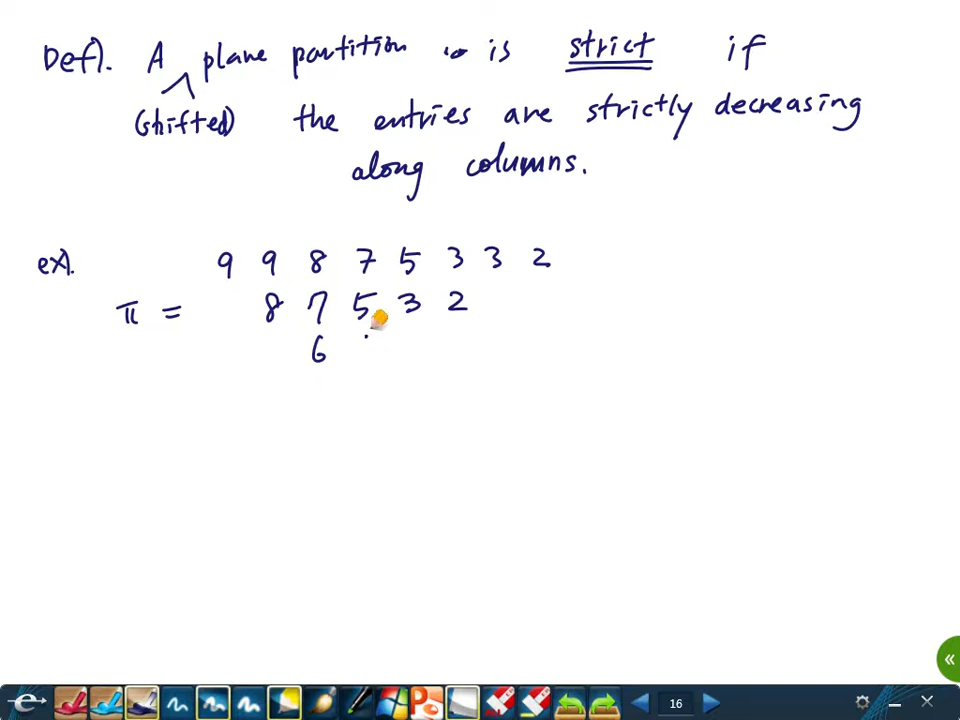 Def). A plane partition is strict if
(shifted) the entries are strictly decreasing
along columns.
ex). 9 9 8 7 5 3 3 2
π = 8 7 5 3 2
6
16